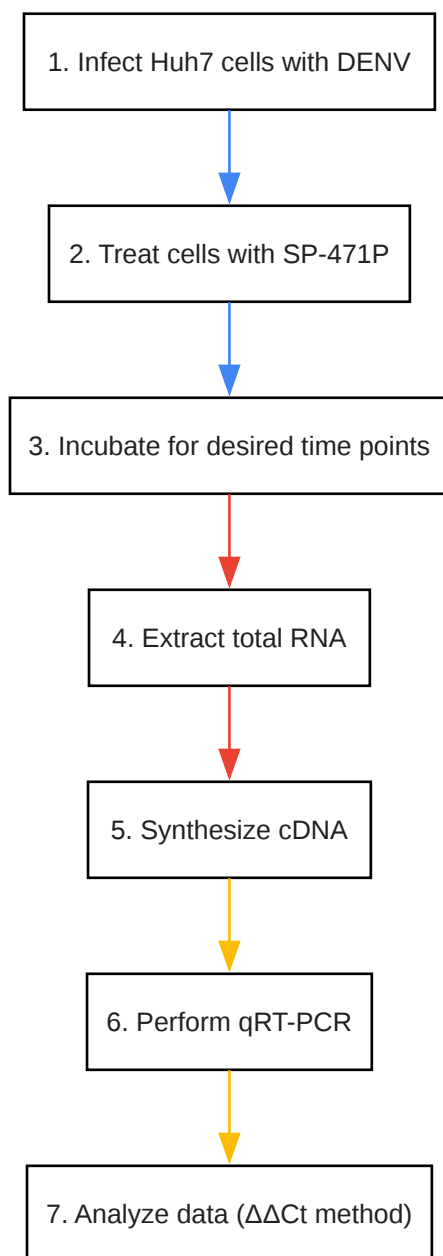 1. Infect Huh7 cells with DENV
2. Treat cells with SP-471P
3. Incubate for desired time points
4. Extract total RNA
5. Synthesize cDNA
6. Perform qRT-PCR
7. Analyze data (ΔΔCt method)